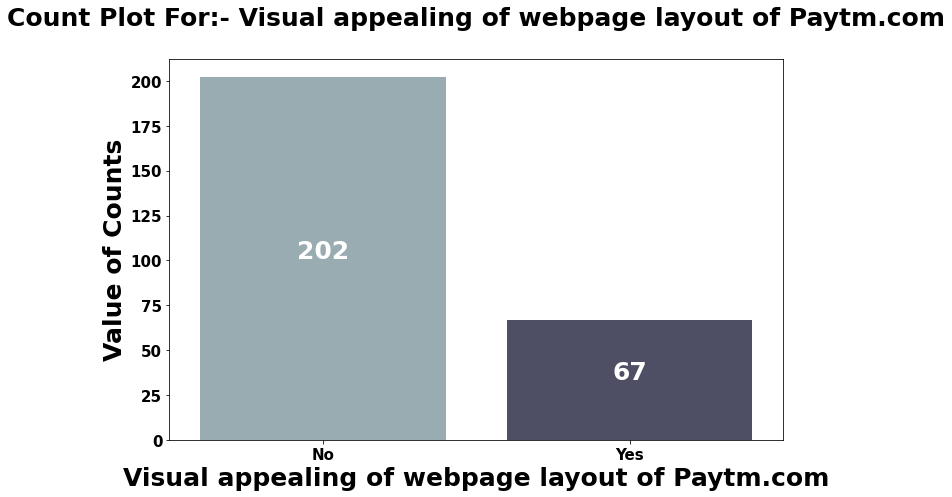 Count Plot For:- Visual appealing of webpage layout of Paytm.com
Value of Counts
200
175
150
125
100
75
50
25
0
202
67
No
Yes
Visual appealing of webpage layout of Paytm.com